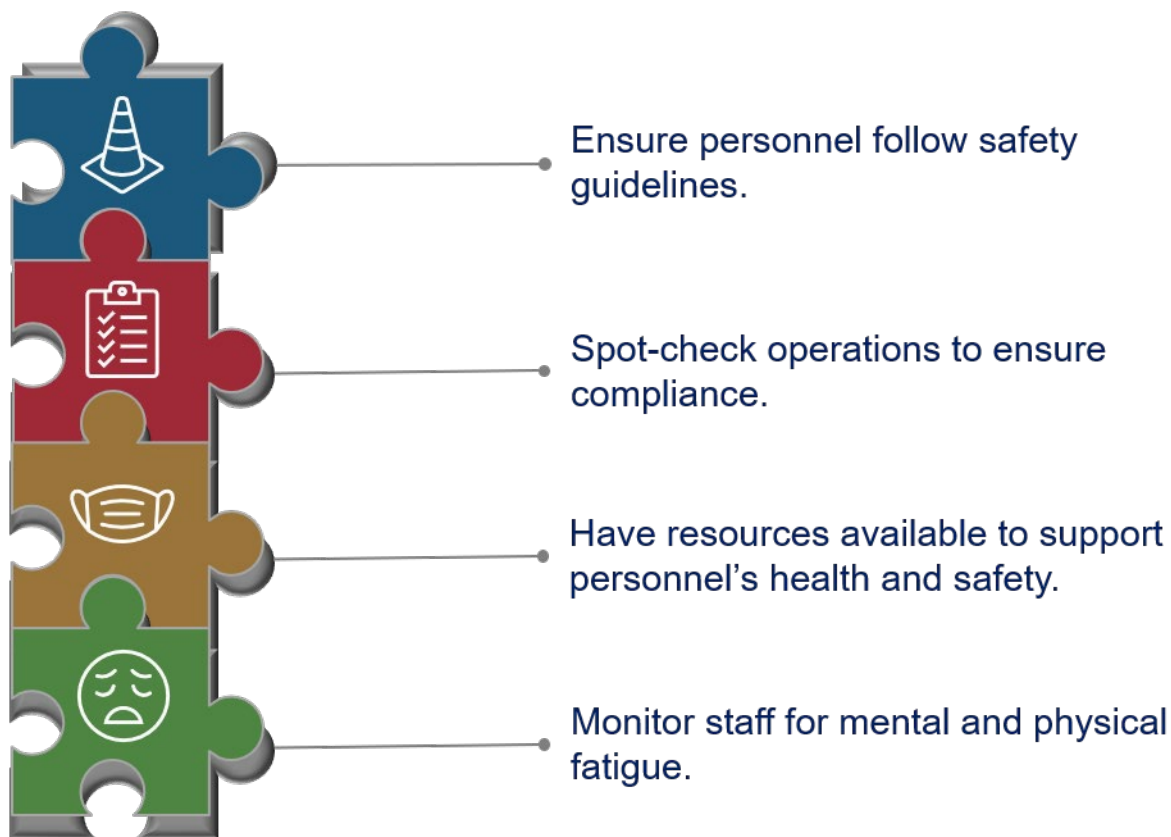 Ensure personnel follow safety
guidelines.
Spot-check operations to ensure
compliance.
Have resources available to support
personnel’s health and safety.
Monitor staff for mental and physical
fatigue.